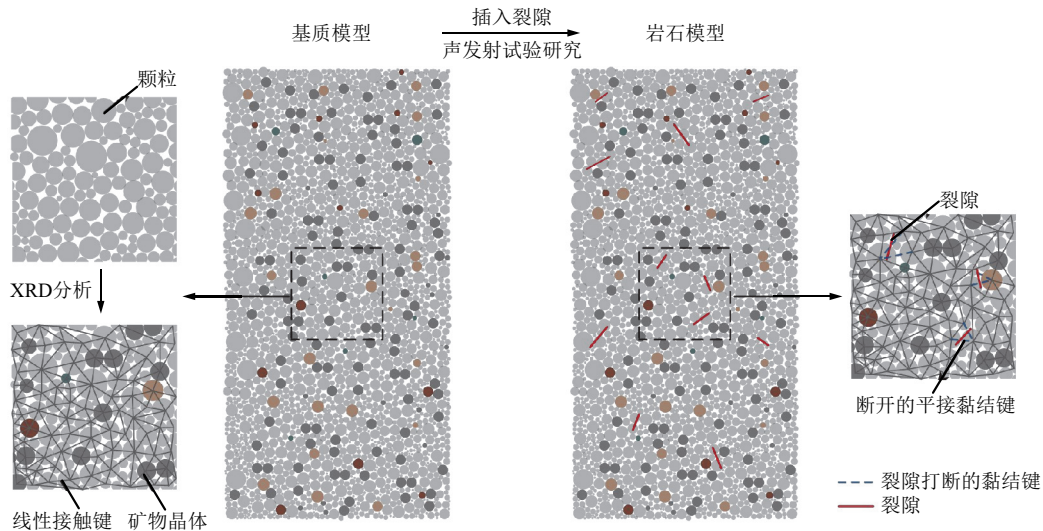 基质模型
插入裂隙
声发射试验研究
岩石模型
颗粒
XRD分析
线性接触键
矿物晶体
裂隙
断开的平接黏结键
裂隙打断的黏结键
裂隙